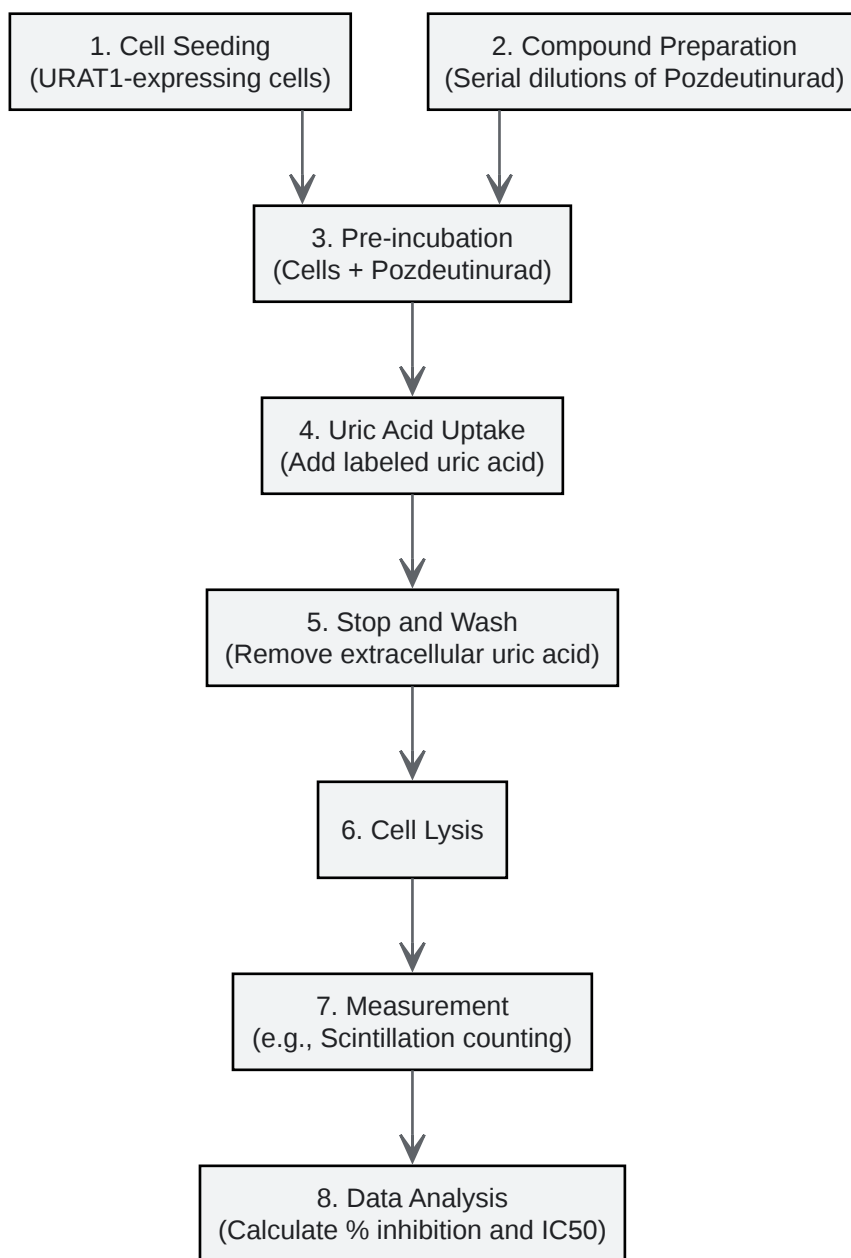 1. Cell Seeding
(URAT1-expressing cells)
2. Compound Preparation
(Serial dilutions of Pozdeutinurad)
3. Pre-incubation
(Cells + Pozdeutinurad)
4. Uric Acid Uptake
(Add labeled uric acid)
5. Stop and Wash
(Remove extracellular uric acid)
6. Cell Lysis
7. Measurement
(e.g., Scintillation counting)
8. Data Analysis
(Calculate % inhibition and IC50)